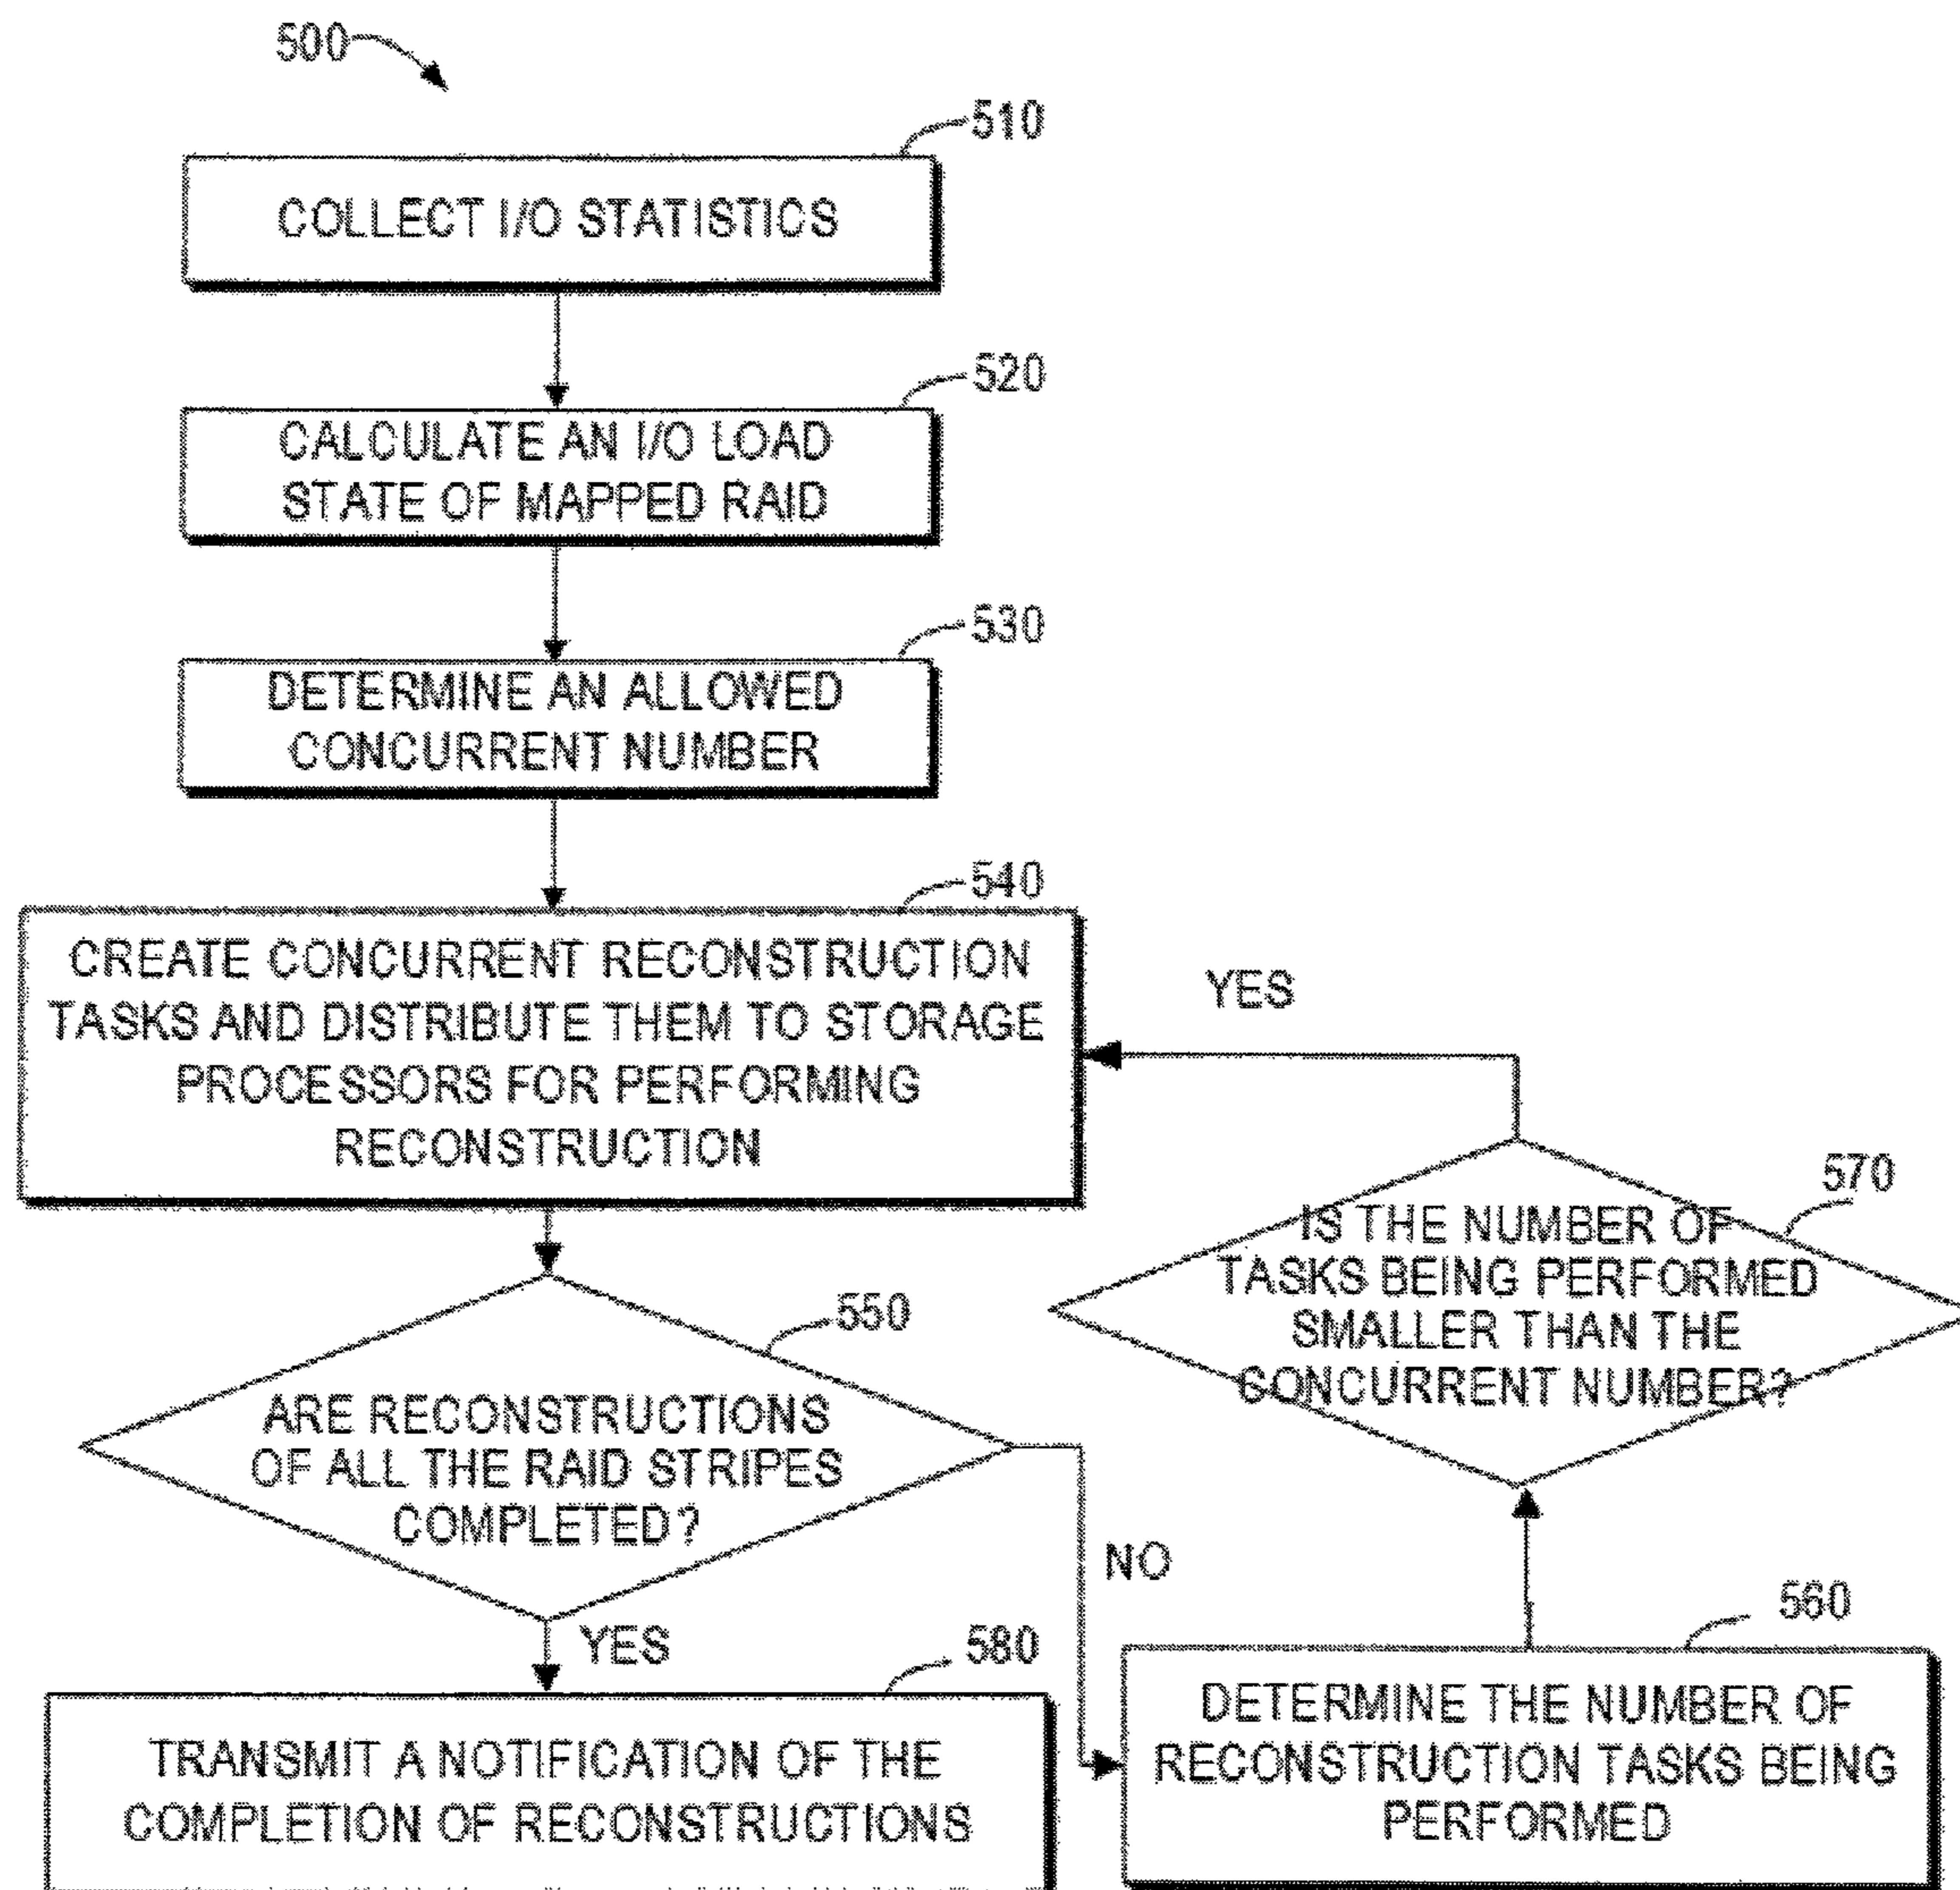 500
510
COLLECT I/O STATISTICS
520
CALCULATE AN I/O LOAD
STATE OF MAPPED RAID
530
DETERMINE AN ALLOWED
CONCURRENT NUMBER
540
CREATE CONCURRENT RECONSTRUCTION
TASKS AND DISTRIBUTE THEM TO STORAGE
PROCESSORS FOR PERFORMING
RECONSTRUCTION
YES
570
IS THE NUMBER OF
TASKS BEING PERFORMED
SMALLER THAN THE
CONCURRENT NUMBER?
550
ARE RECONSTRUCTIONS
OF ALL THE RAID STRIPES
COMPLETED?
NO
YES
560
DETERMINE THE NUMBER OF
RECONSTRUCTION TASKS BEING
PERFORMED
580
TRANSMIT A NOTIFICATION OF THE
COMPLETION OF RECONSTRUCTIONS